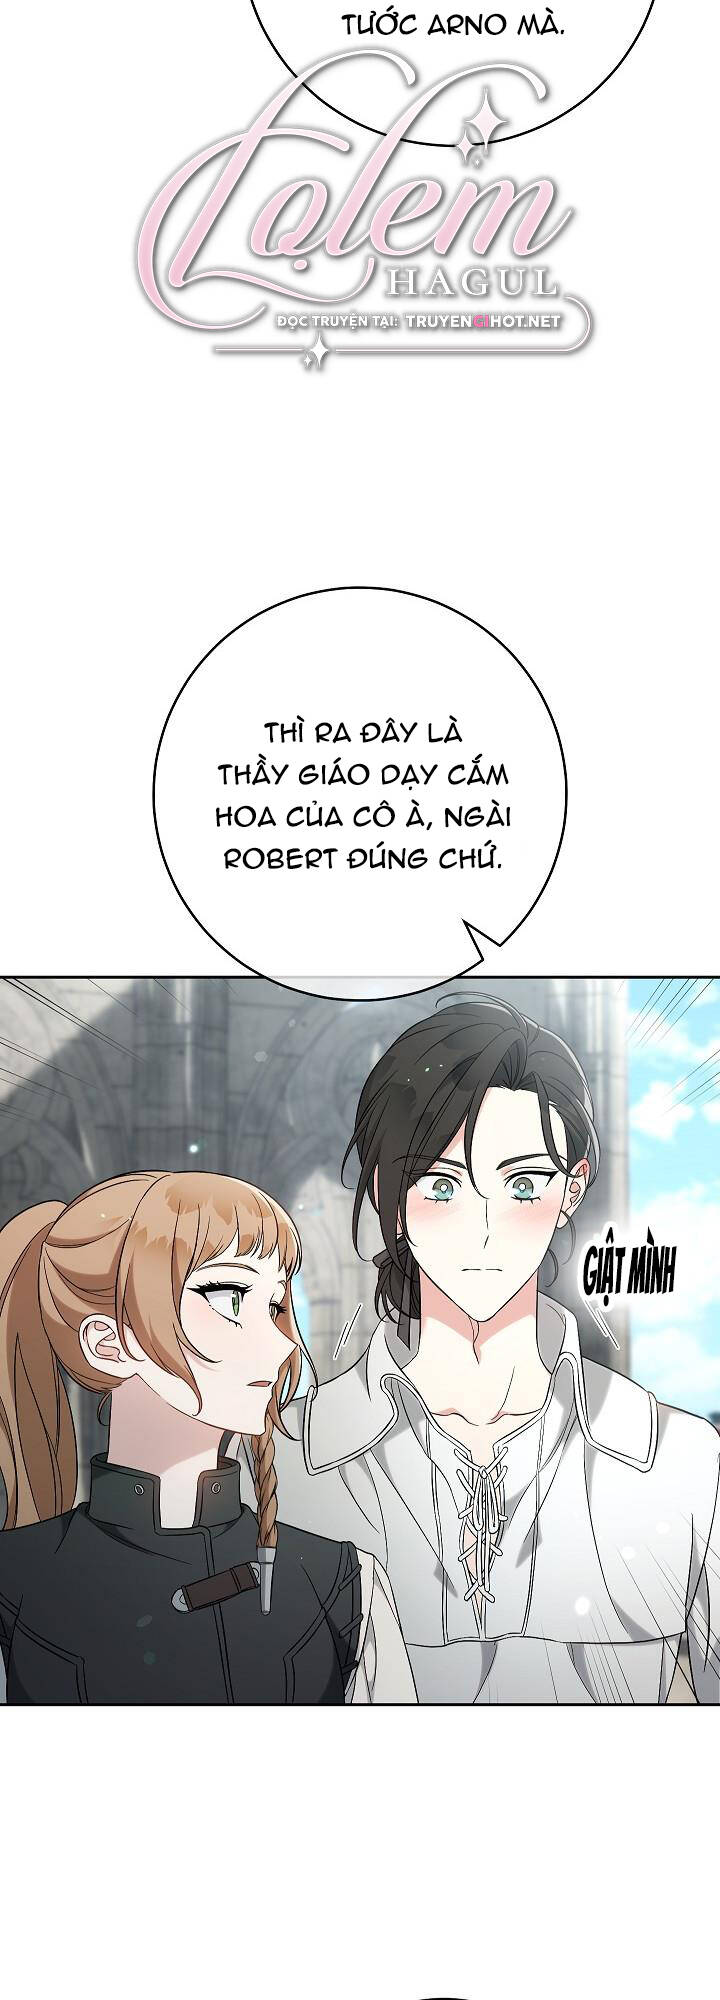 TƯỚC ARNO MÀ.
Lọlem
HAGUL
ĐỌC TRUYỆN TẠI: TRUYENGIHOT.NET
THÌ RA ĐÂY LÀ
THẦY GIÁO DẠY CẮM
HOA CỦA CÔ À, NGÀI
ROBERT ĐÚNG CHỨ.
GIẬT MÌNH